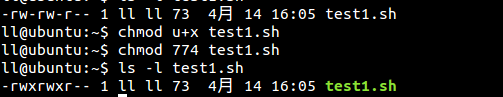 -rw-rw-r-- 1 ll ll 73 4月 14 16:05 test1.sh
ll@ubuntu:~$ chmod u+x test1.sh
ll@ubuntu:~$ chmod 774 test1.sh
ll@ubuntu:~$ ls -l test1.sh
-rwxrwxr-- 1 ll ll 73 4月 14 16:05 test1.sh